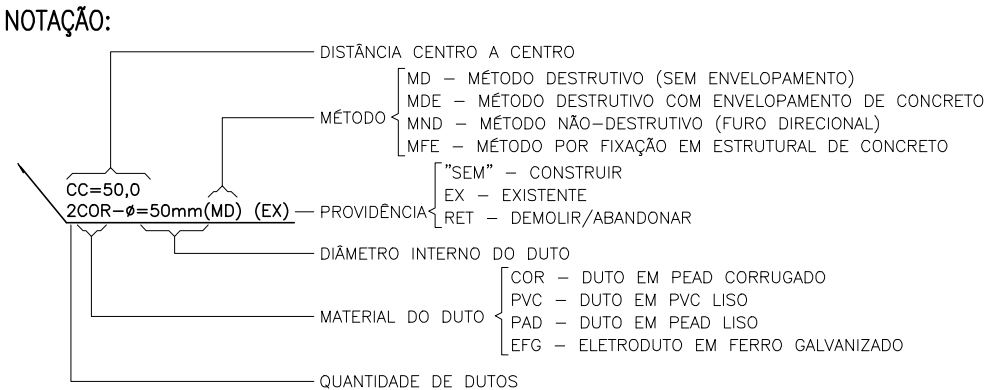 NOTAÇÃO:
DISTÂNCIA CENTRO A CENTRO
MÉTODO
MD – MÉTODO DESTRUTIVO (SEM ENVELOPAMENTO)
MDE – MÉTODO DESTRUTIVO COM ENVELOPAMENTO DE CONCRETO
MND – MÉTODO NÃO-DESTRUTIVO (FURO DIRECIONAL)
MFE – MÉTODO POR FIXAÇÃO EM ESTRUTURAL DE CONCRETO
CC=50,0
2COR-ø=50mm(MD) (EX)
PROVIDÊNCIA
"SEM" – CONSTRUIR
EX – EXISTENTE
RET – DEMOLIR/ABANDONAR
DIÂMETRO INTERNO DO DUTO
MATERIAL DO DUTO
COR – DUTO EM PEAD CORRUGADO
PVC – DUTO EM PVC LISO
PAD – DUTO EM PEAD LISO
EFG – ELETRODUTO EM FERRO GALVANIZADO
QUANTIDADE DE DUTOS